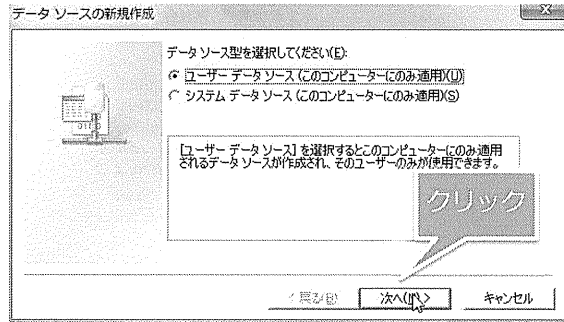 データ ソースの新規作成
データ ソース型を選択してください(E):
ユーザー データ ソース (このコンピューターにのみ適用)(U)
システム データ ソース (このコンピューターにのみ適用)(S)
[ユーザー データ ソース] を選択するとこのコンピューターにのみ適用
されるデータ ソースが作成され、そのユーザーのみが使用できます。
クリック
< 戻る(B)
次へ(N) >
キャンセル